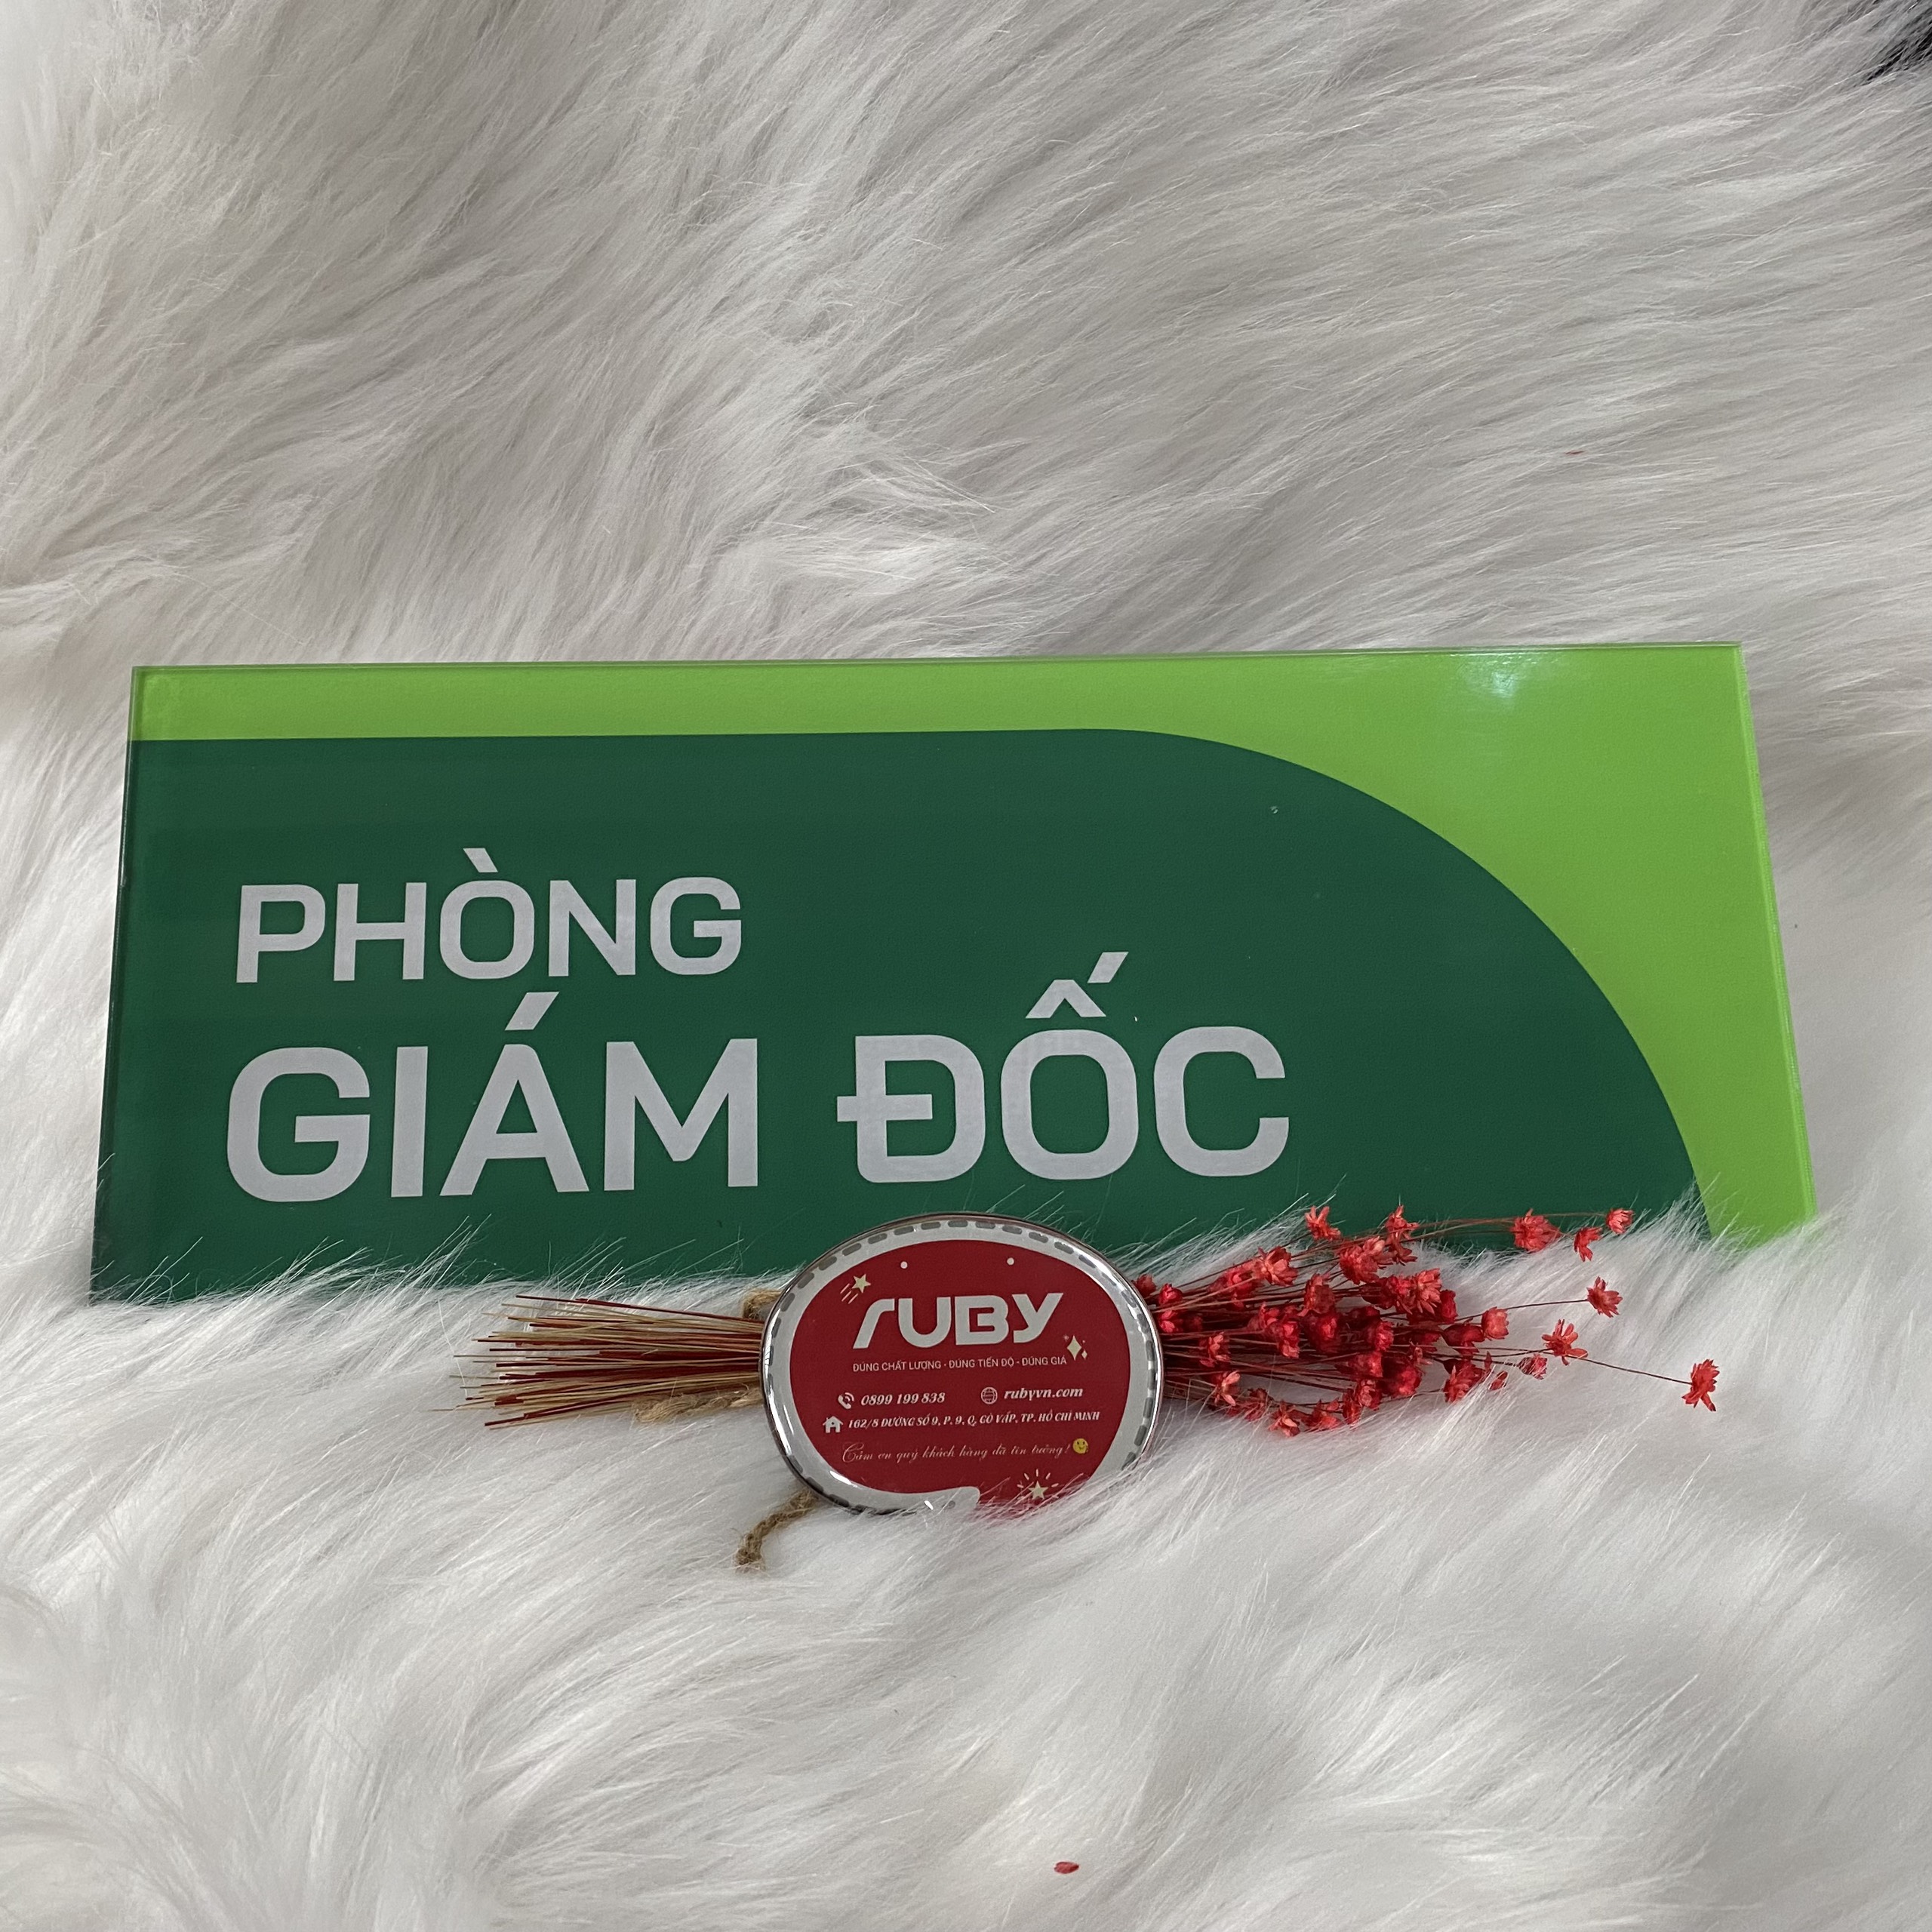 PHÒNG
GIÁM ĐỐC
RUBY
ĐÚNG CHẤT LƯỢNG - ĐÚNG TIẾN ĐỘ - ĐÚNG GIÁ
0899 199 838 rubyvn.com
162/8 ĐƯỜNG SỐ 9, P. 9, Q. GÒ VẤP, TP. HỒ CHÍ MINH
Cảm ơn quý khách hàng đã tin tưởng!